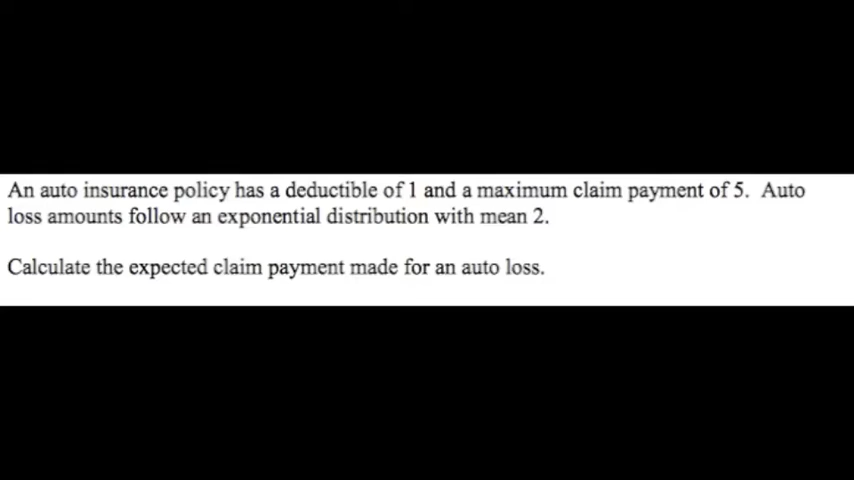 An auto insurance policy has a deductible of 1 and a maximum claim payment of 5. Auto
loss amounts follow an exponential distribution with mean 2.
Calculate the expected claim payment made for an auto loss.